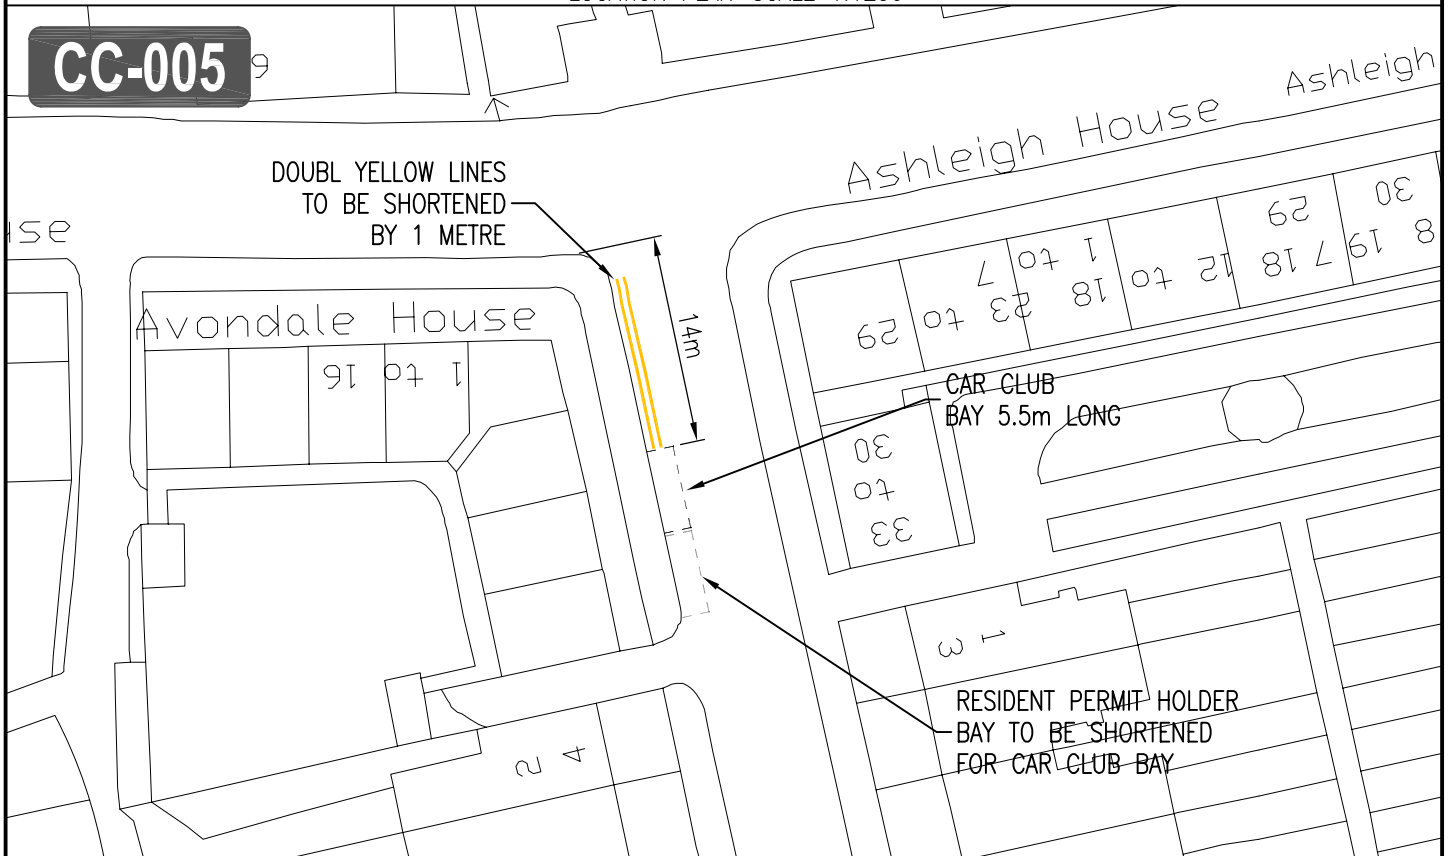 CC-005
9
Ashleigh
Ashleigh House
DOUBL YELLOW LINES
TO BE SHORTENED
BY 1 METRE
se
30
29
8
19
7 18
12 to
18
1 to
7
23 to
29
14m
Avondale House
1 to 16
CAR CLUB
BAY 5.5m LONG
30
to
33
1
3
RESIDENT PERMIT HOLDER
BAY TO BE SHORTENED
FOR CAR CLUB BAY
2
4